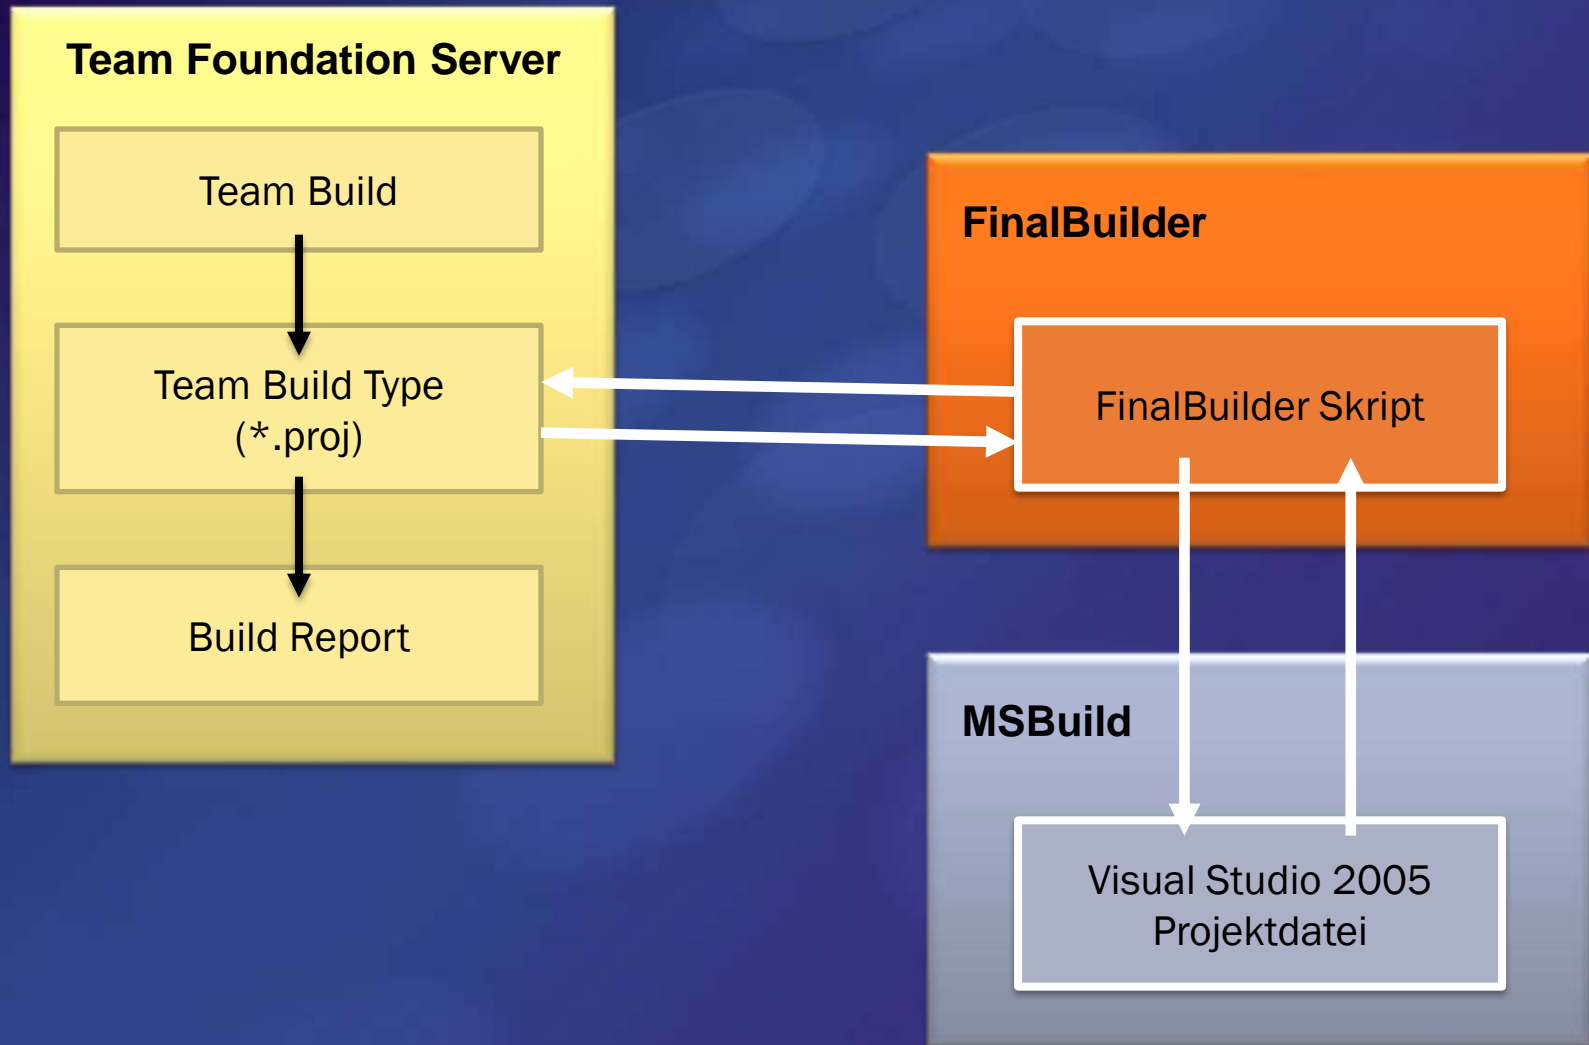 Team Foundation Server
Team Build
Team Build Type
(*.proj)
Build Report
FinalBuilder
FinalBuilder Skript
MSBuild
Visual Studio 2005
Projektdatei